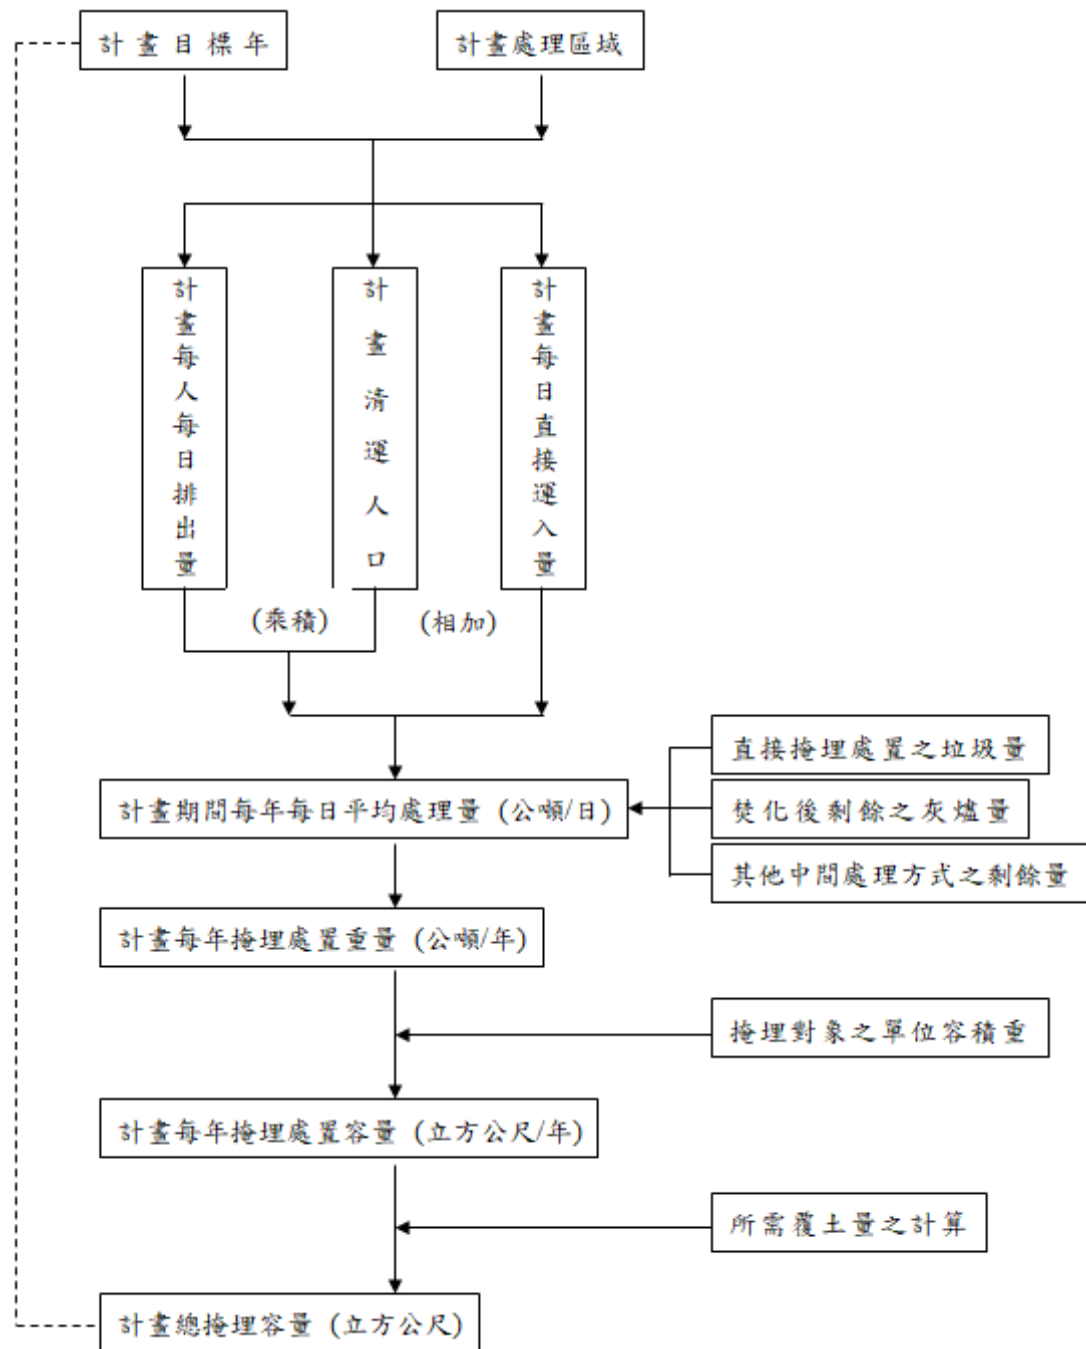 計畫目標年
計畫處理區域
計畫每人每日排出量
計畫清運人口
計畫每日直接運入量
(乘積)
(相加)
直接掩埋處置之垃圾量
計畫期間每年每日平均處理量 (公噸/日)
焚化後剩餘之灰燼量
其他中間處理方式之剩餘量
計畫每年掩埋處置重量 (公噸/年)
掩埋對象之單位容積重
計畫每年掩埋處置容量 (立方公尺/年)
所需覆土量之計算
計畫總掩埋容量 (立方公尺)